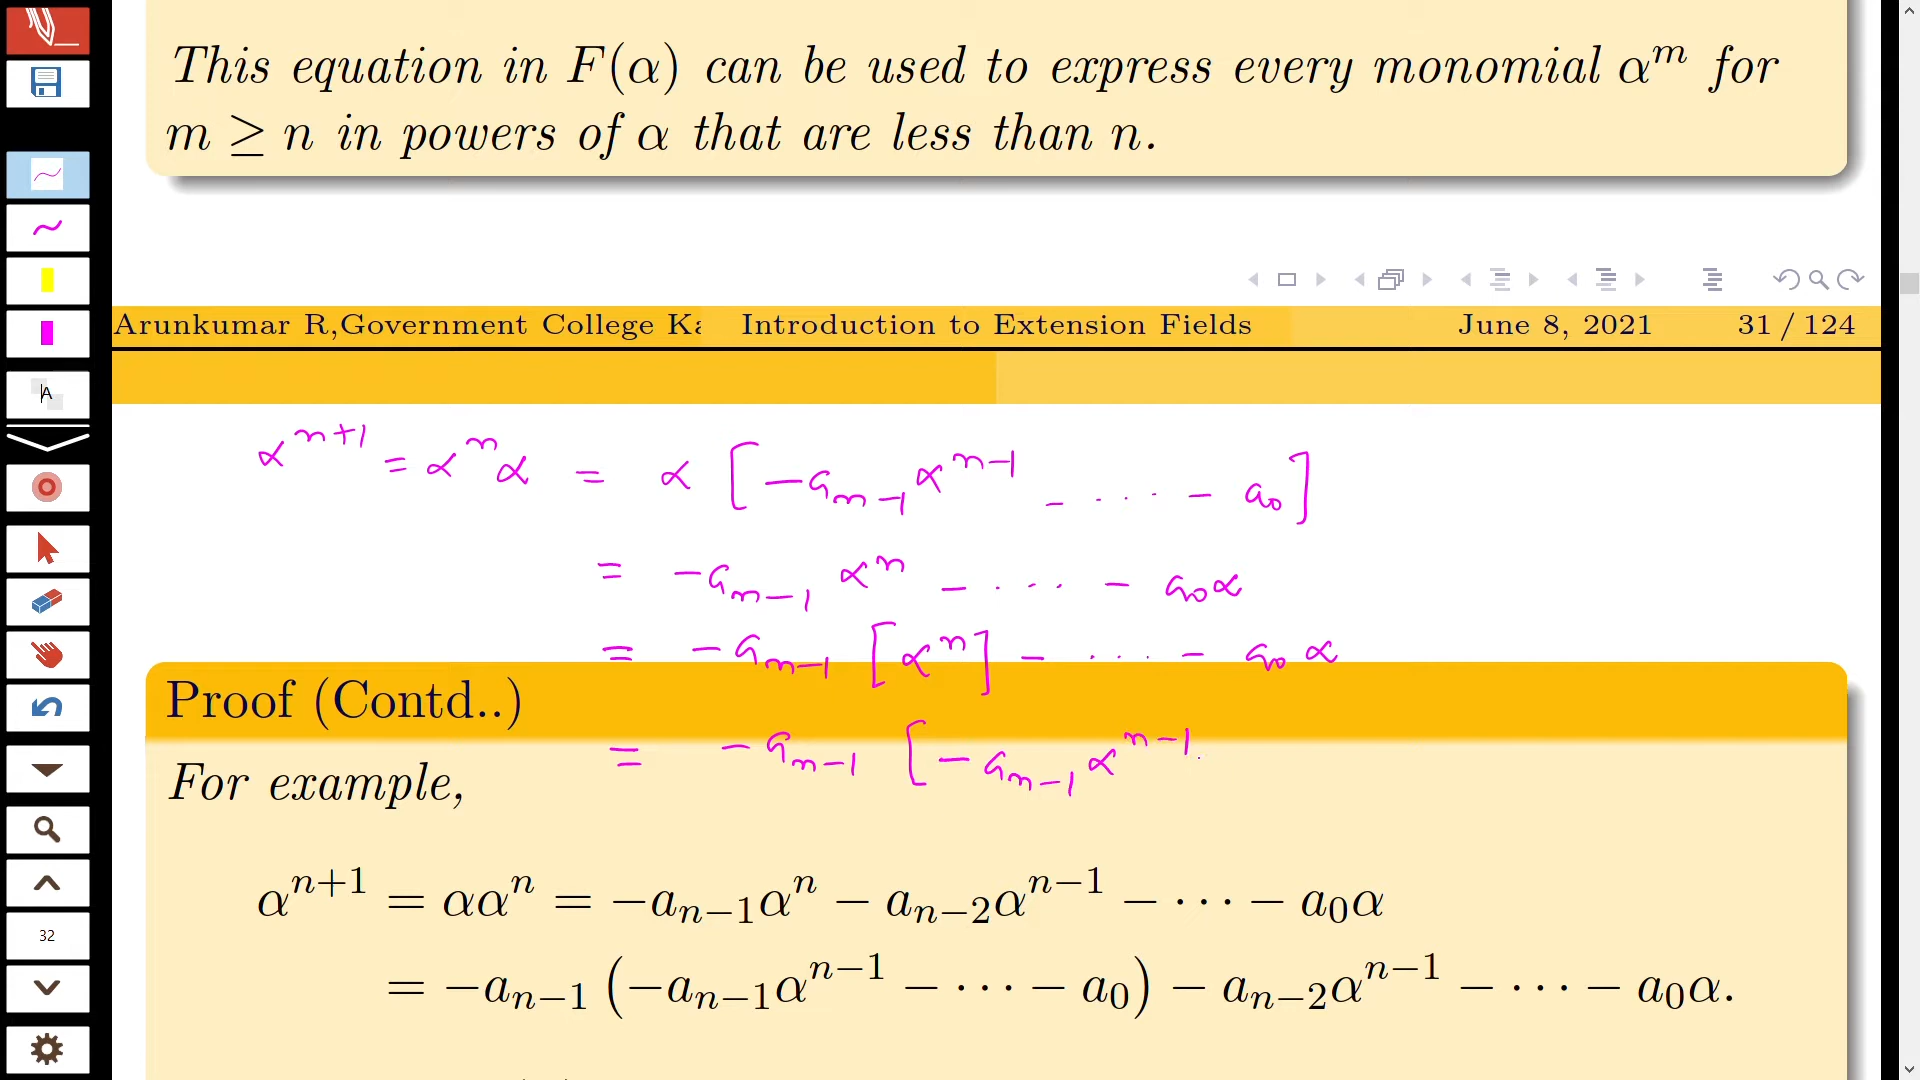 This equation in F(α) can be used to express every monomial α^m for
m ≥ n in powers of α that are less than n.
Arunkumar R,Government College Ka Introduction to Extension Fields June 8, 2021 31 / 124
α^{n+1} = α^n α = α [-a_{n-1} α^{n-1} - ... - a_0]
= -a_{n-1} α^n - ... - a_0 α
= -a_{n-1} [α^n] - ... - a_0 α
Proof (Contd..)
= -a_{n-1} [-a_{n-1} α^{n-1}
For example,
α^{n+1} = αα^n = −a_{n−1}α^n − a_{n−2}α^{n−1} − ··· − a_0α
= −a_{n−1} (−a_{n−1}α^{n−1} − ··· − a_0) − a_{n−2}α^{n−1} − ··· − a_0α.
A
32